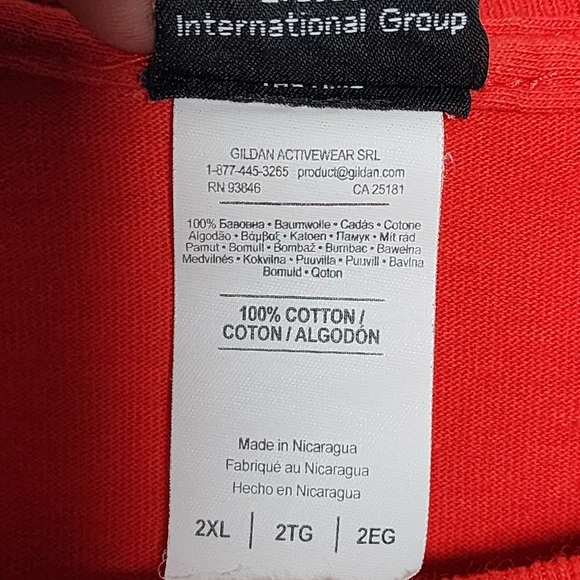 International Group
GILDAN ACTIVEWEAR SRL
1-877-445-3265 product@gildan.com
RN 93846 CA 25181
100% Бавовна • Baumwolle • Cadás • Cotone
Algodão • Βάμβαξ • Katoen • Памук • Mit rad
Pamut • Bomull • Bombaž • Bumbac • Bawełna
Medvilnės • Kokvilna • Puuvilla • Puuvill • Bavlna
Bomuld • Qoton
100% COTTON /
COTON / ALGODÓN
Made in Nicaragua
Fabriqué au Nicaragua
Hecho en Nicaragua
2XL | 2TG | 2EG